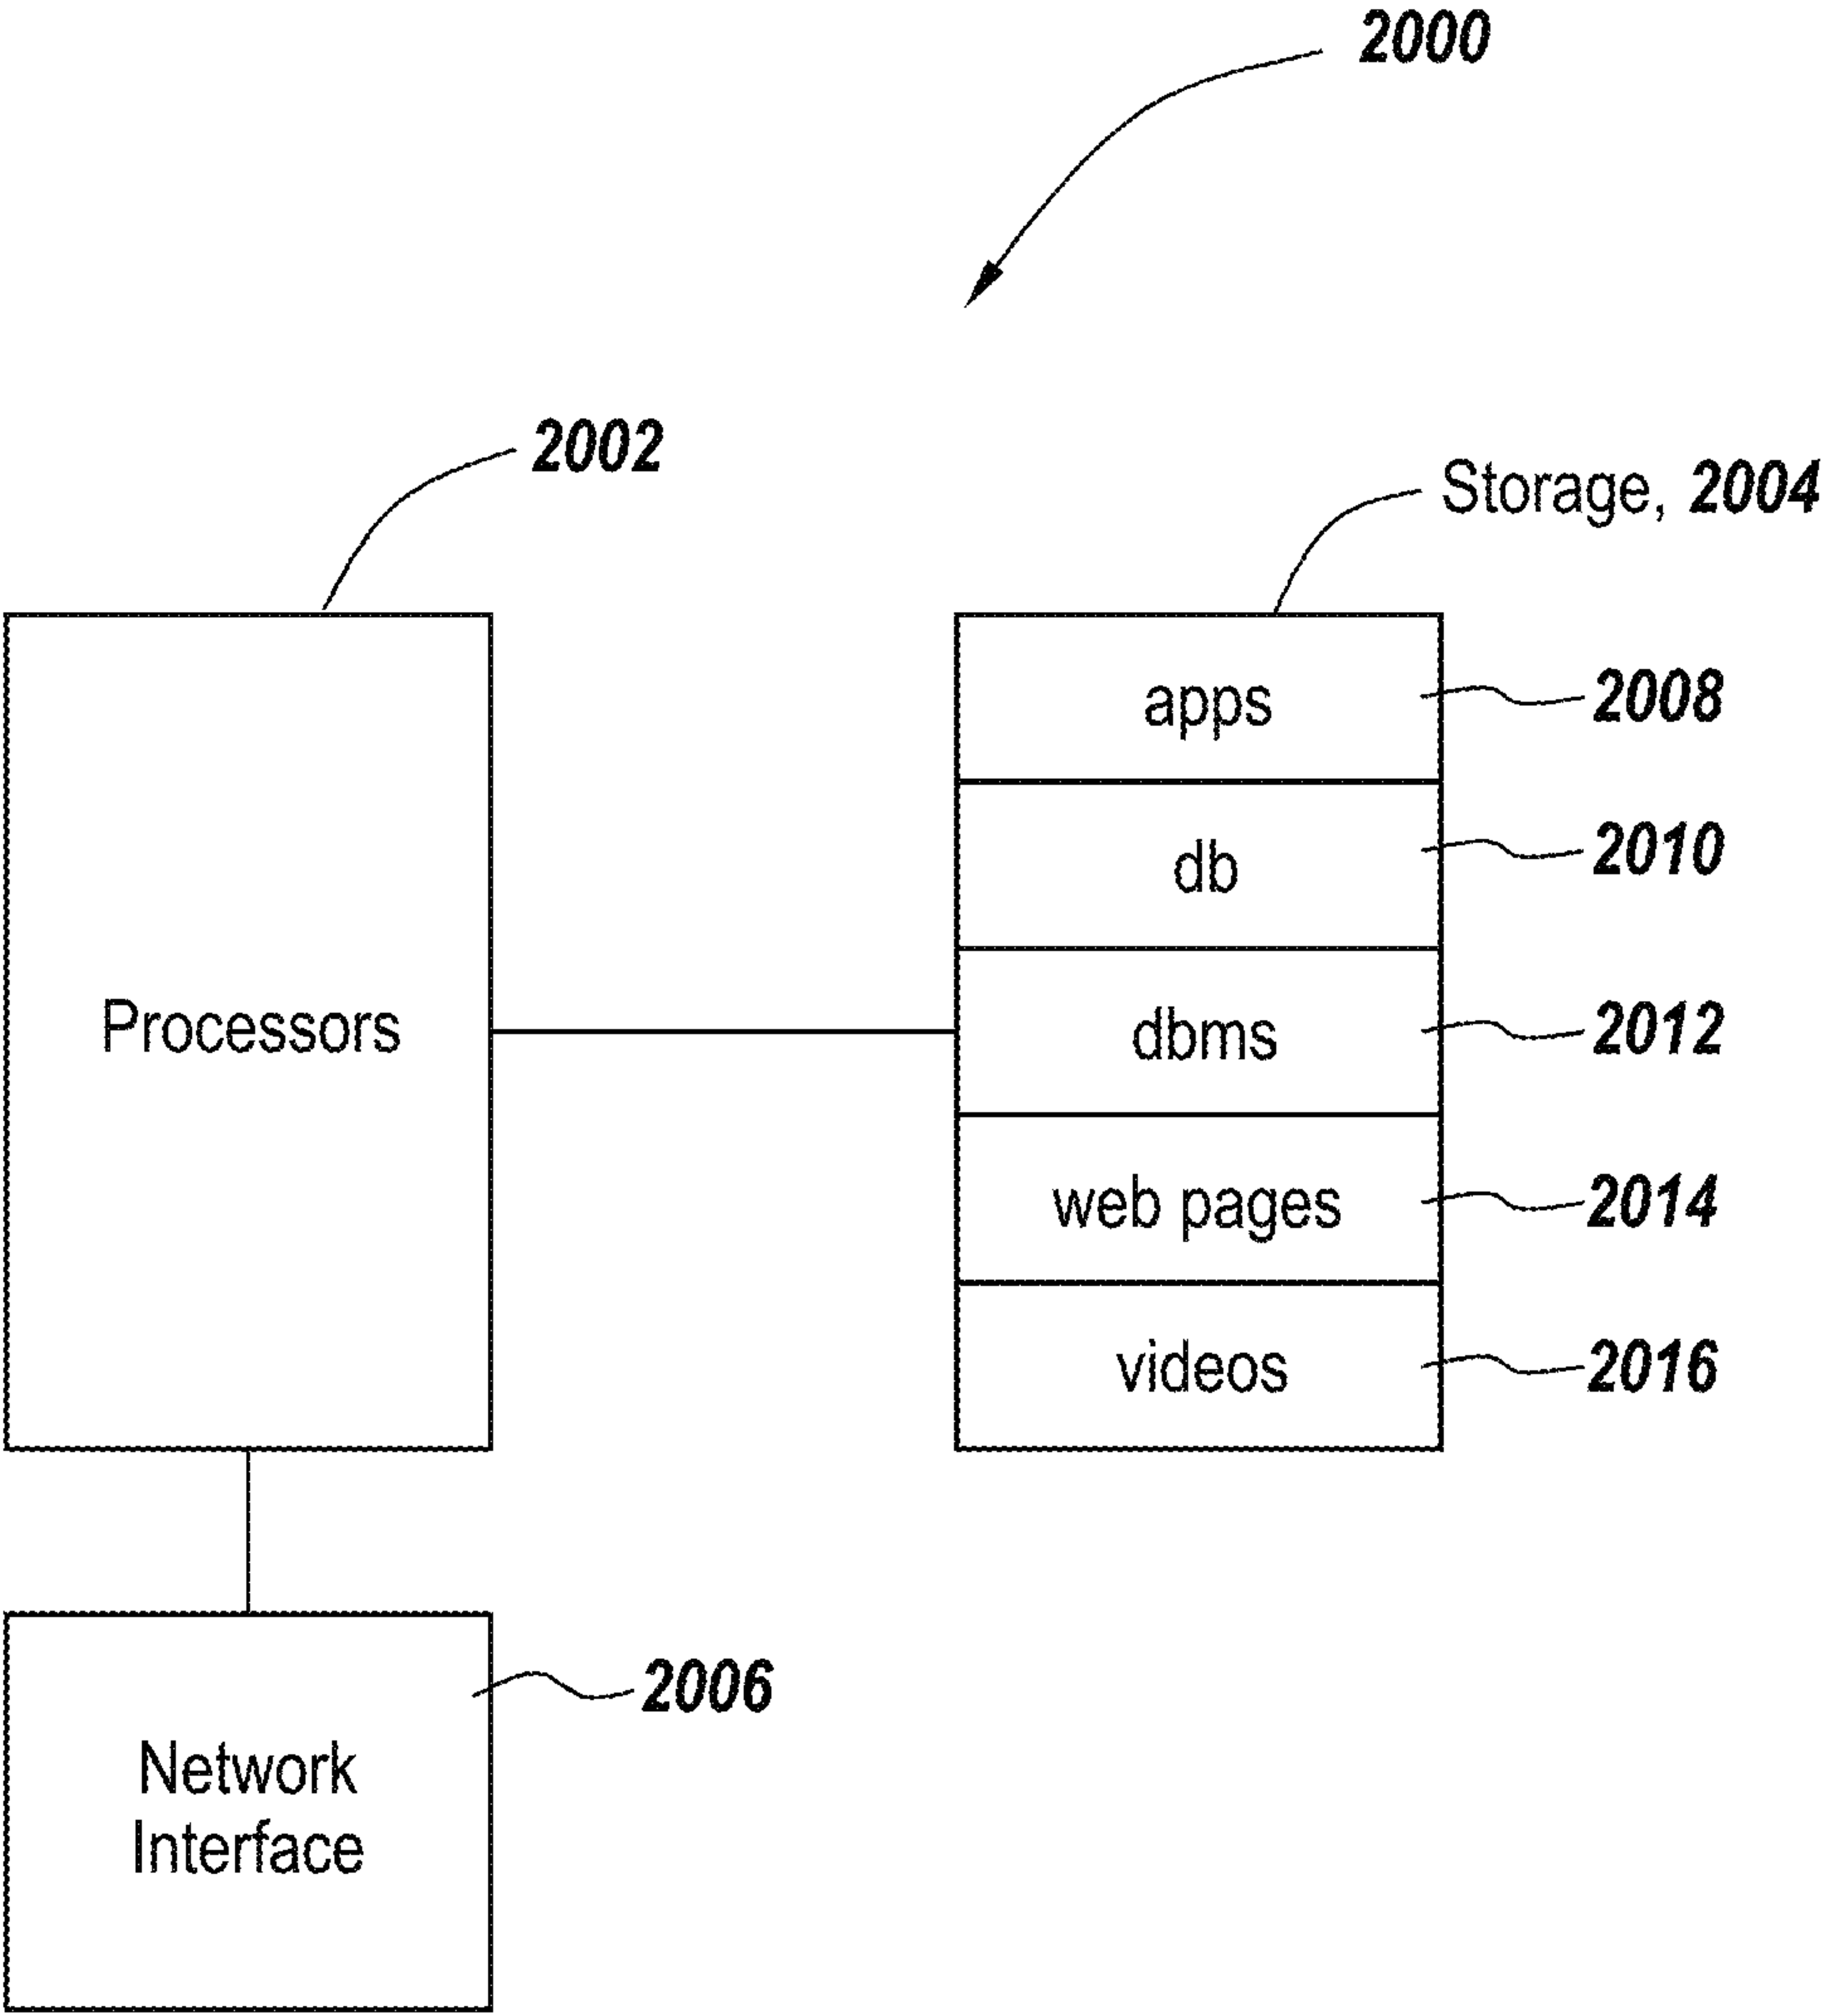 2000
2002
Storage, 2004
apps
2008
db
2010
Processors
dbms
2012
web pages
2014
videos
2016
2006
Network
Interface